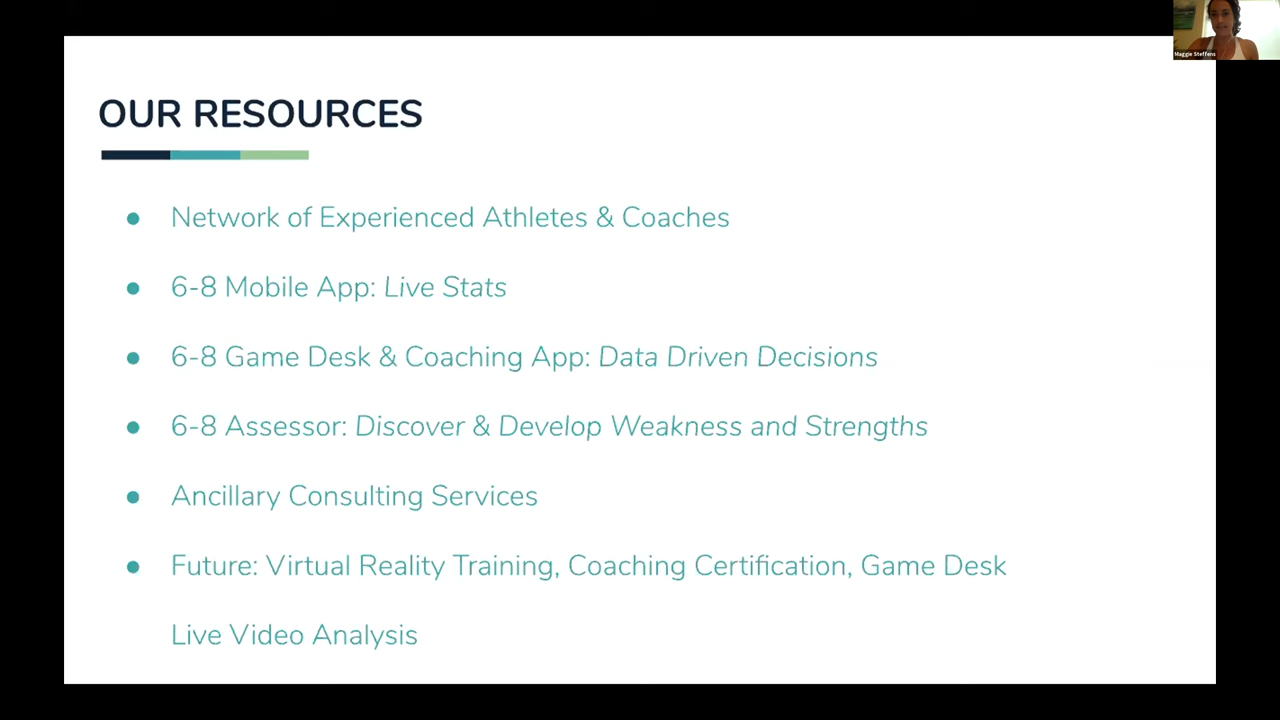 Maggie Steffens
OUR RESOURCES
● Network of Experienced Athletes & Coaches
● 6-8 Mobile App: Live Stats
● 6-8 Game Desk & Coaching App: Data Driven Decisions
● 6-8 Assessor: Discover & Develop Weakness and Strengths
● Ancillary Consulting Services
● Future: Virtual Reality Training, Coaching Certification, Game Desk
Live Video Analysis